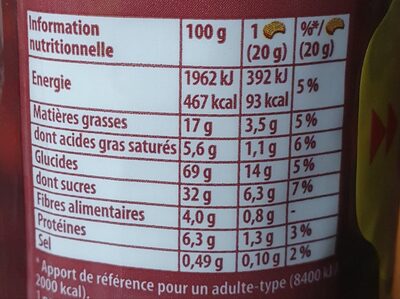 Information nutritionnelle 100 g 1 (20 g) %*/ (20 g)
Energie 1962 kJ 392 kJ 5 %
467 kcal 93 kcal
Matières grasses 17 g 3,5 g 5 %
dont acides gras saturés 5,6 g 1,1 g 6 %
Glucides 69 g 14 g 5 %
dont sucres 32 g 6,3 g 7 %
Fibres alimentaires 4,0 g 0,8 g -
Protéines 6,3 g 1,3 g 3 %
Sel 0,49 g 0,10 g 2 %
* Apport de référence pour un adulte-type (8400 kJ
2000 kcal).